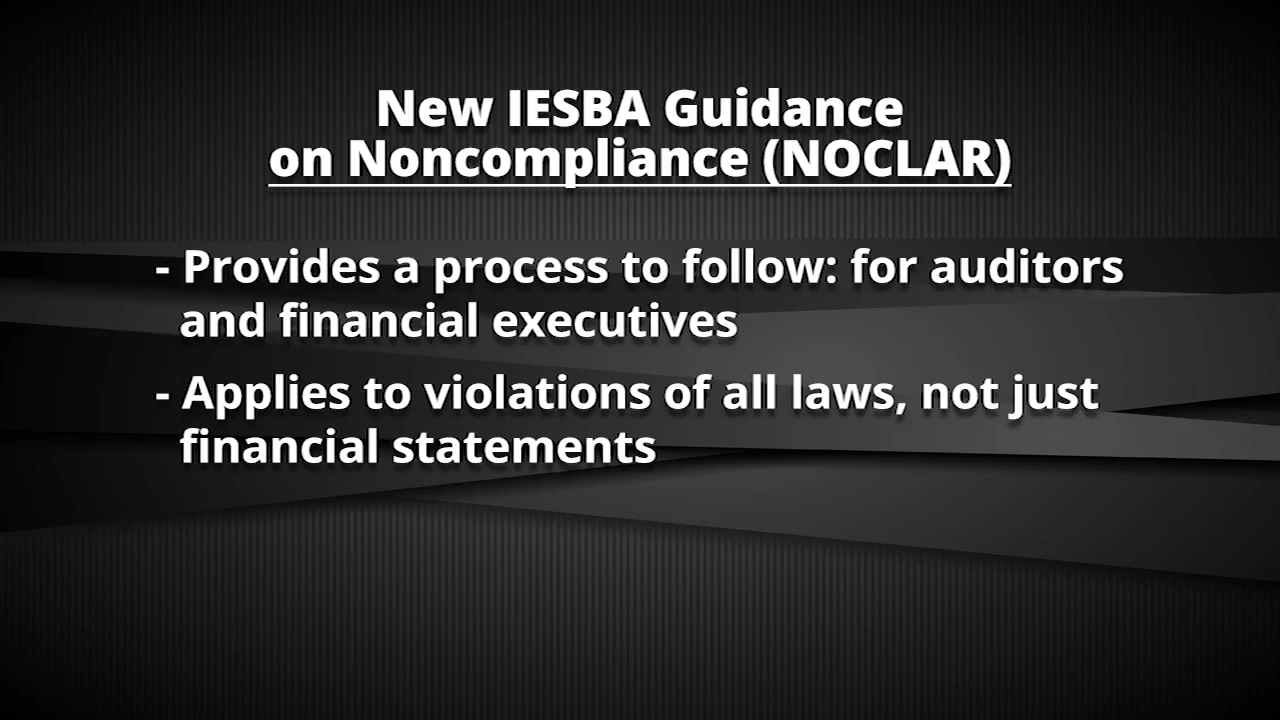 New IESBA Guidance
on Noncompliance (NOCLAR)
- Provides a process to follow: for auditors
and financial executives
- Applies to violations of all laws, not just
financial statements